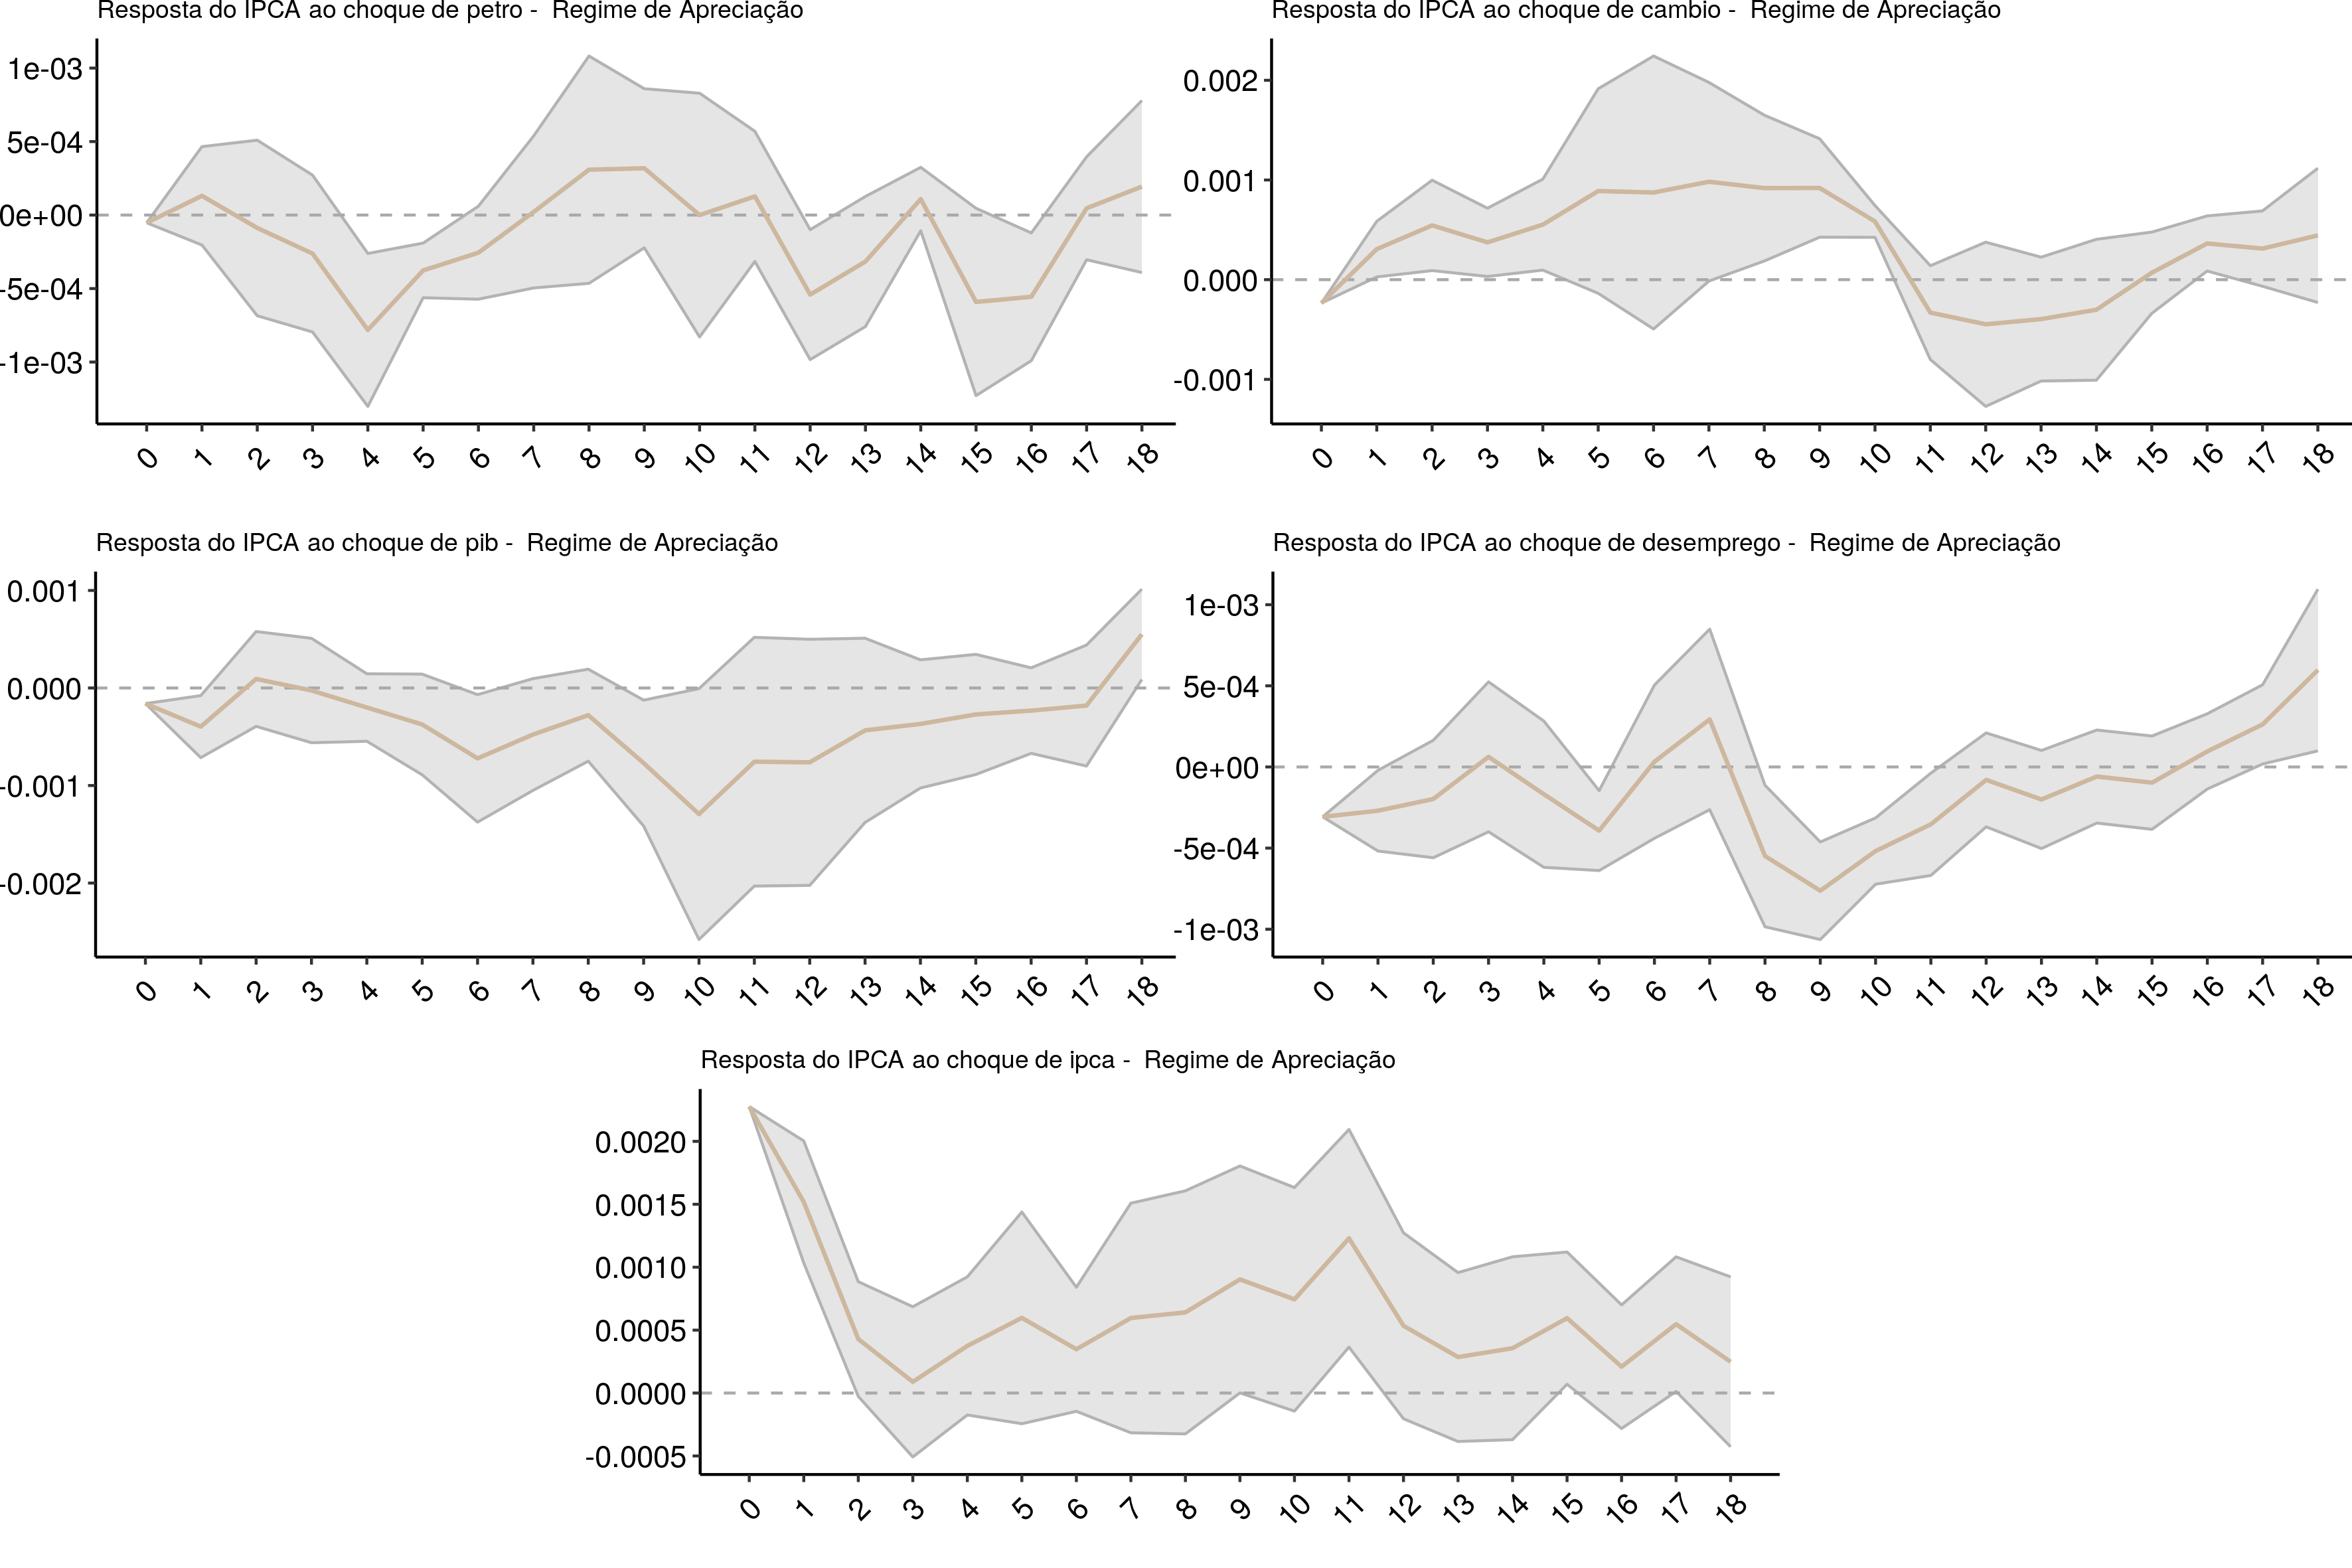 Resposta do IPCA ao choque de petro -  Regime de Apreciação
1e-03
5e-04
0e+00
-5e-04
-1e-03
0 1 2 3 4 5 6 7 8 9 10 11 12 13 14 15 16 17 18
Resposta do IPCA ao choque de cambio -  Regime de Apreciação
0.002
0.001
0.000
-0.001
0 1 2 3 4 5 6 7 8 9 10 11 12 13 14 15 16 17 18
Resposta do IPCA ao choque de pib -  Regime de Apreciação
0.001
0.000
-0.001
-0.002
0 1 2 3 4 5 6 7 8 9 10 11 12 13 14 15 16 17 18
Resposta do IPCA ao choque de desemprego -  Regime de Apreciação
1e-03
5e-04
0e+00
-5e-04
-1e-03
0 1 2 3 4 5 6 7 8 9 10 11 12 13 14 15 16 17 18
Resposta do IPCA ao choque de ipca -  Regime de Apreciação
0.0020
0.0015
0.0010
0.0005
0.0000
-0.0005
0 1 2 3 4 5 6 7 8 9 10 11 12 13 14 15 16 17 18